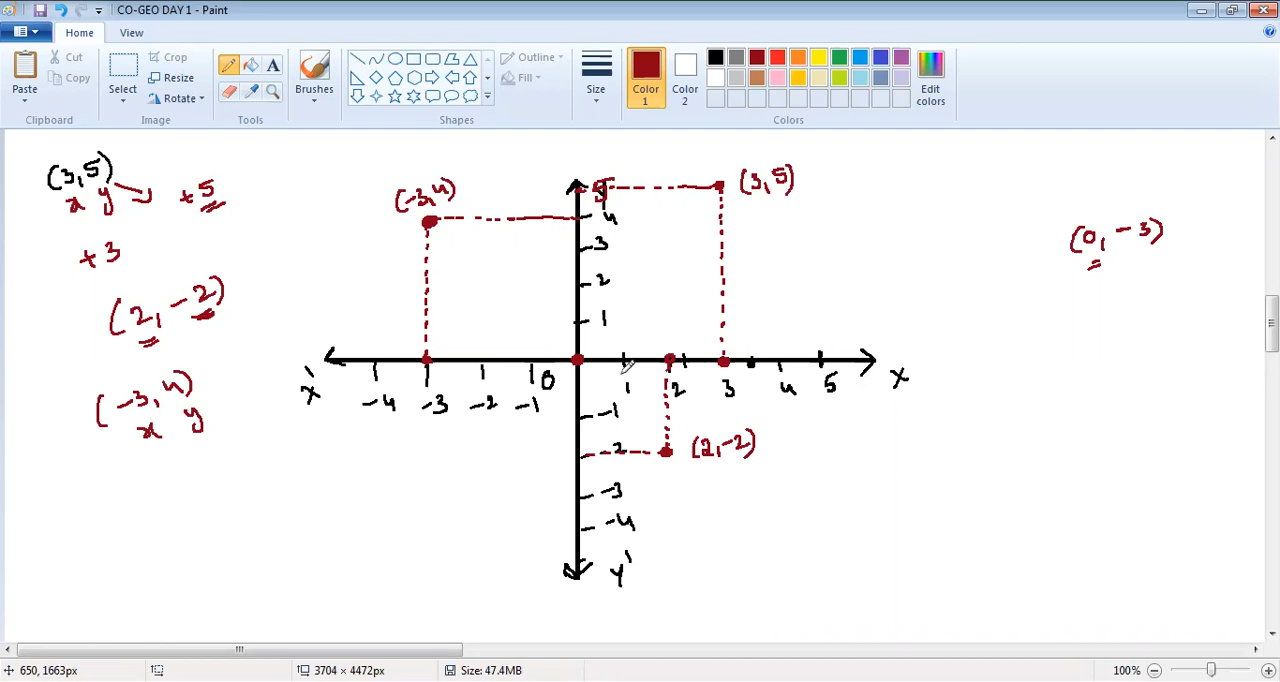 CO-GEO DAY 1 - Paint
Home View
Paste
Cut
Copy
Clipboard
Select
Crop
Resize
Rotate
Image
A
Tools
Brushes
Outline
Fill
Shapes
Size
Color 1
Color 2
Edit colors
Colors
(3,5)
x y
+5
+3
(2, -2)
(-3, 4)
x y
(-3,4)
5
(3,5)
4
3
2
1
X'
-4 -3 -2 -1 0 1 2 3 4 5
X
-1
-2
(2,-2)
-3
-4
Y'
(0, -3)
650, 1663px
3704 × 4472px
Size: 47.4MB
100%